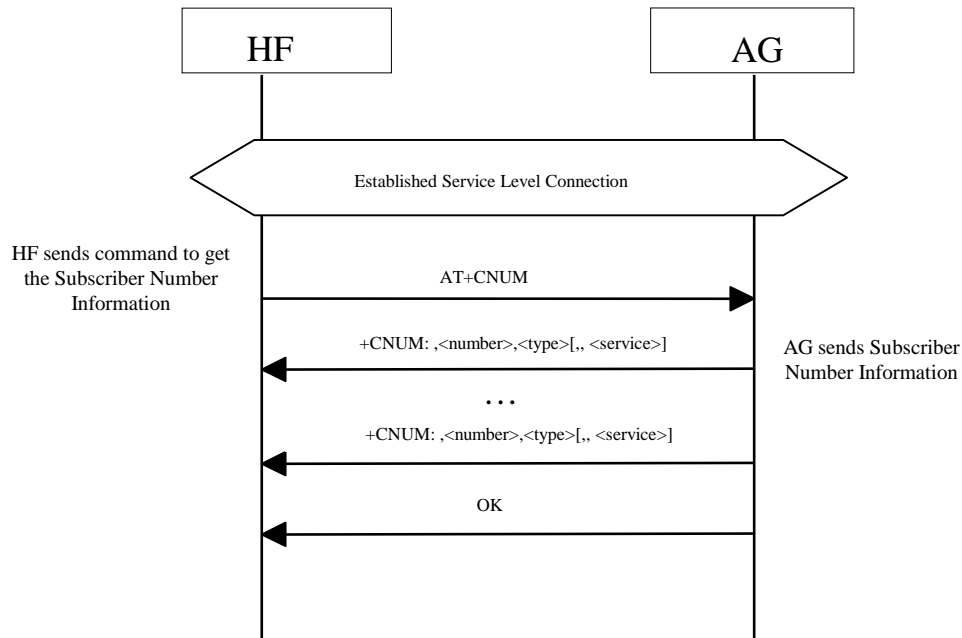 HF
AG
Established Service Level Connection
HF sends command to get
the Subscriber Number
Information
AT+CNUM
+CNUM: ,<number>,<type>[,, <service>]
AG sends Subscriber
Number Information
...
+CNUM: ,<number>,<type>[,, <service>]
OK